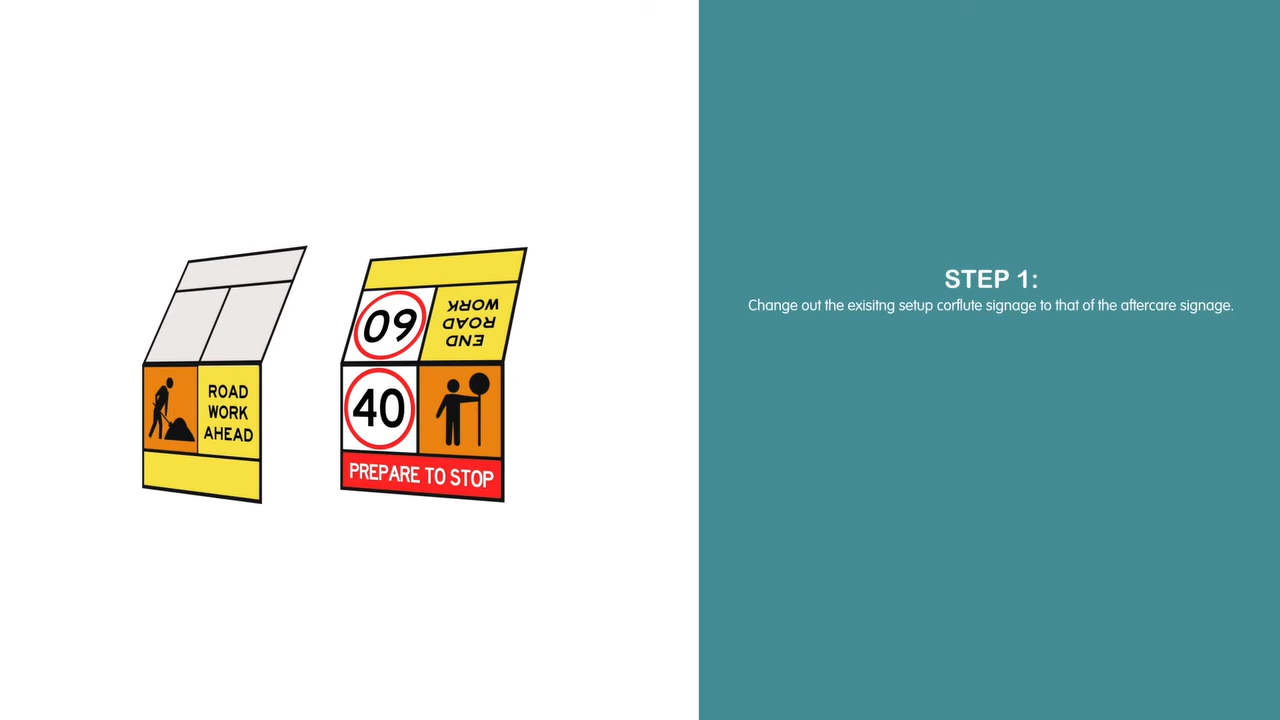 60
END
ROAD
WORK
ROAD
WORK
AHEAD
40
PREPARE TO STOP
STEP 1:
Change out the exisitng setup corflute signage to that of the aftercare signage.